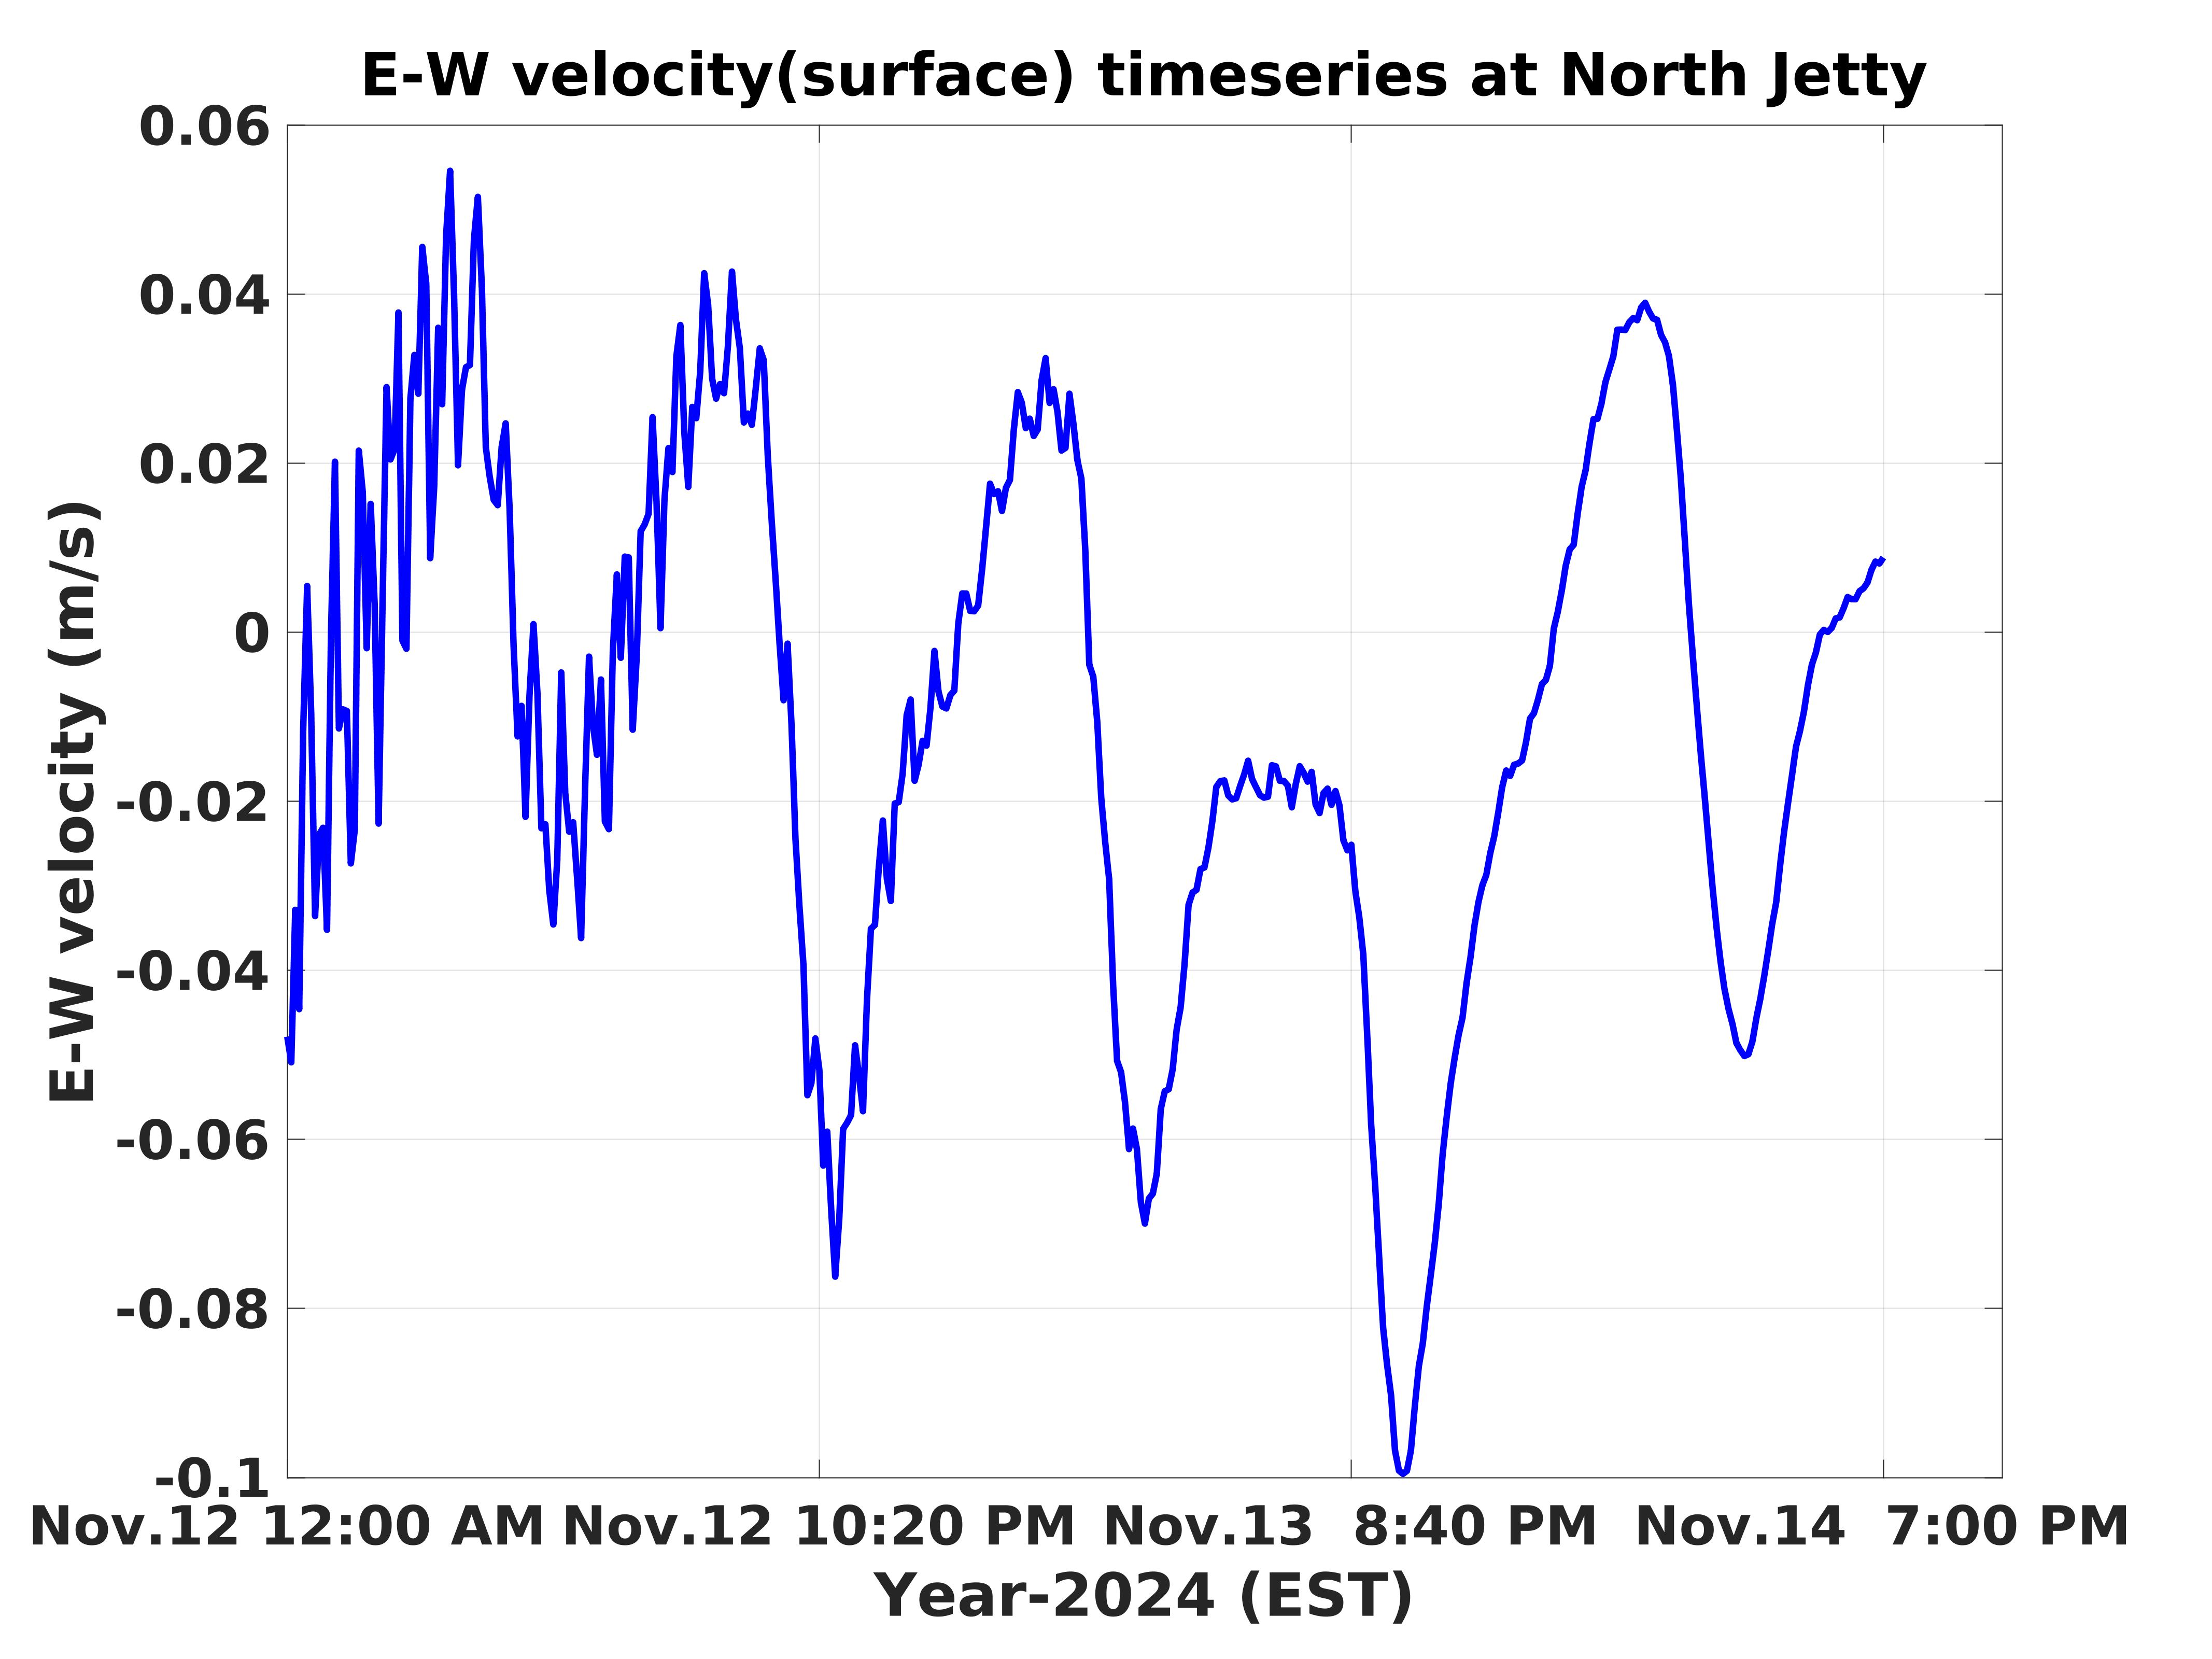 E-W velocity(surface) timeseries at North Jetty
E-W velocity (m/s)
0.06
0.04
0.02
0
-0.02
-0.04
-0.06
-0.08
-0.1
Nov.12 12:00 AM Nov.12 10:20 PM Nov.13 8:40 PM Nov.14 7:00 PM
Year-2024 (EST)